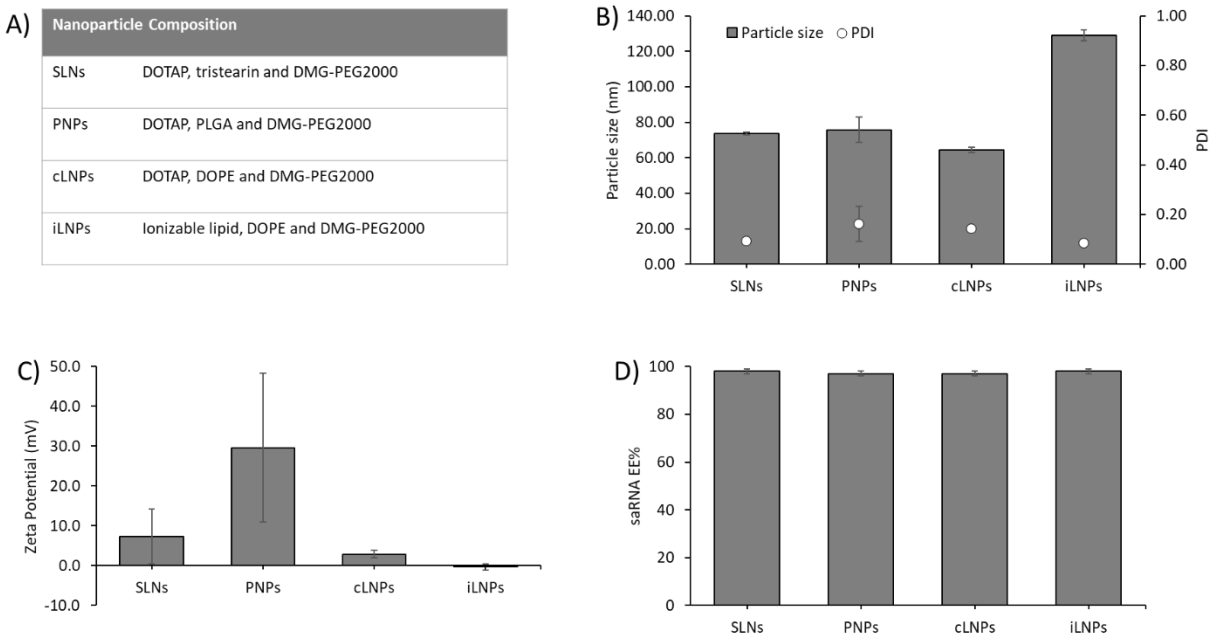 A)
Nanoparticle Composition
SLNs DOTAP, tristearin and DMG-PEG2000
PNPs DOTAP, PLGA and DMG-PEG2000
cLNPs DOTAP, DOPE and DMG-PEG2000
iLNPs Ionizable lipid, DOPE and DMG-PEG2000
B)
Particle size (nm)
140.00
120.00
100.00
80.00
60.00
40.00
20.00
0.00
Particle size PDI
1.00
0.80
0.60
0.40
0.20
0.00
PDI
SLNs PNPs cLNPs iLNPs
C)
Zeta Potential (mV)
50.0
40.0
30.0
20.0
10.0
0.0
-10.0
SLNs PNPs cLNPs iLNPs
D)
saRNA EE%
100
80
60
40
20
0
SLNs PNPs cLNPs iLNPs